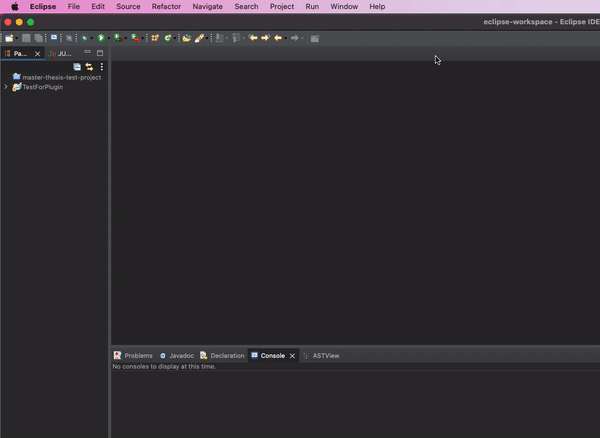 Eclipse File Edit Source Refactor Navigate Search Project Run Window Help
eclipse-workspace - Eclipse IDE
Pa... JU...
master-thesis-test-project
TestForPlugin
Problems Javadoc Declaration Console ASTView
No consoles to display at this time.